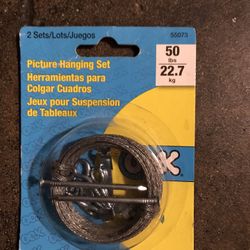 2 Sets/Lots/Juegos
55073
Picture-Hanging Set
Herramientas para
Colgar Cuadros
Jeux pour Suspension
de Tableaux
50
lbs
22.7
kg